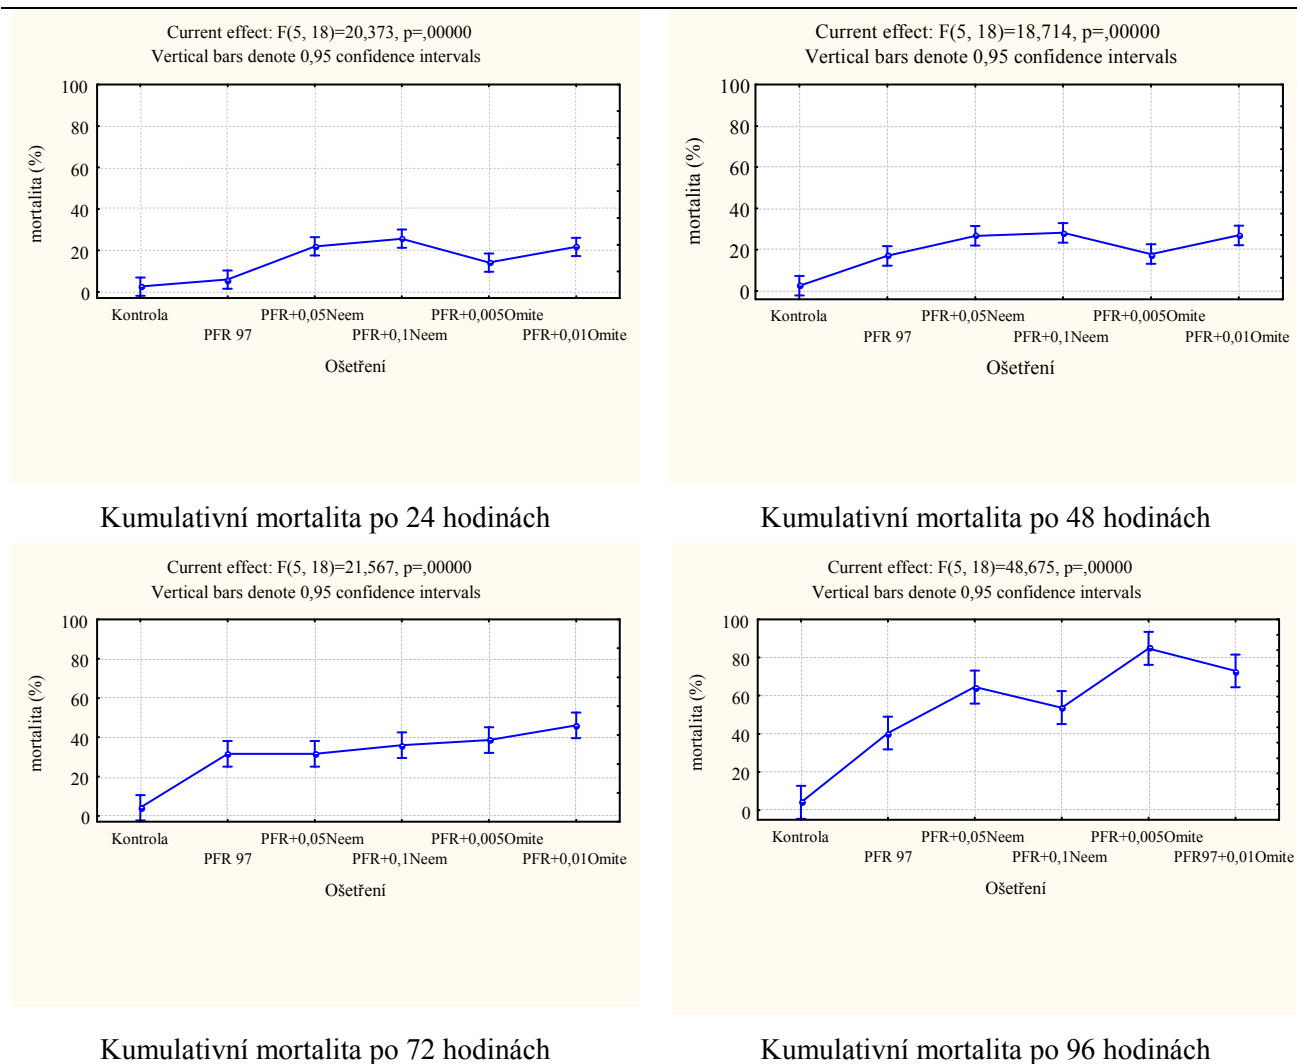 Current effect: F(5, 18)=20,373, p=,00000
Vertical bars denote 0,95 confidence intervals
100
80
60
40
20
0
mortalita (%)
Kontrola
PFR 97
PFR+0,05Neem
PFR+0,1Neem
PFR+0,005Omite
PFR+0,01Omite
Ošetření
Kumulativní mortalita po 24 hodinách
Current effect: F(5, 18)=18,714, p=,00000
Vertical bars denote 0,95 confidence intervals
100
80
60
40
20
0
mortalita (%)
Kontrola
PFR 97
PFR+0,05Neem
PFR+0,1Neem
PFR+0,005Omite
PFR+0,01Omite
Ošetření
Kumulativní mortalita po 48 hodinách
Current effect: F(5, 18)=21,567, p=,00000
Vertical bars denote 0,95 confidence intervals
100
80
60
40
20
0
mortalita (%)
Kontrola
PFR 97
PFR+0,05Neem
PFR+0,1Neem
PFR+0,005Omite
PFR+0,01Omite
Ošetření
Kumulativní mortalita po 72 hodinách
Current effect: F(5, 18)=48,675, p=,00000
Vertical bars denote 0,95 confidence intervals
100
80
60
40
20
0
mortalita (%)
Kontrola
PFR 97
PFR+0,05Neem
PFR+0,1Neem
PFR+0,005Omite
PFR97+0,01Omite
Ošetření
Kumulativní mortalita po 96 hodinách